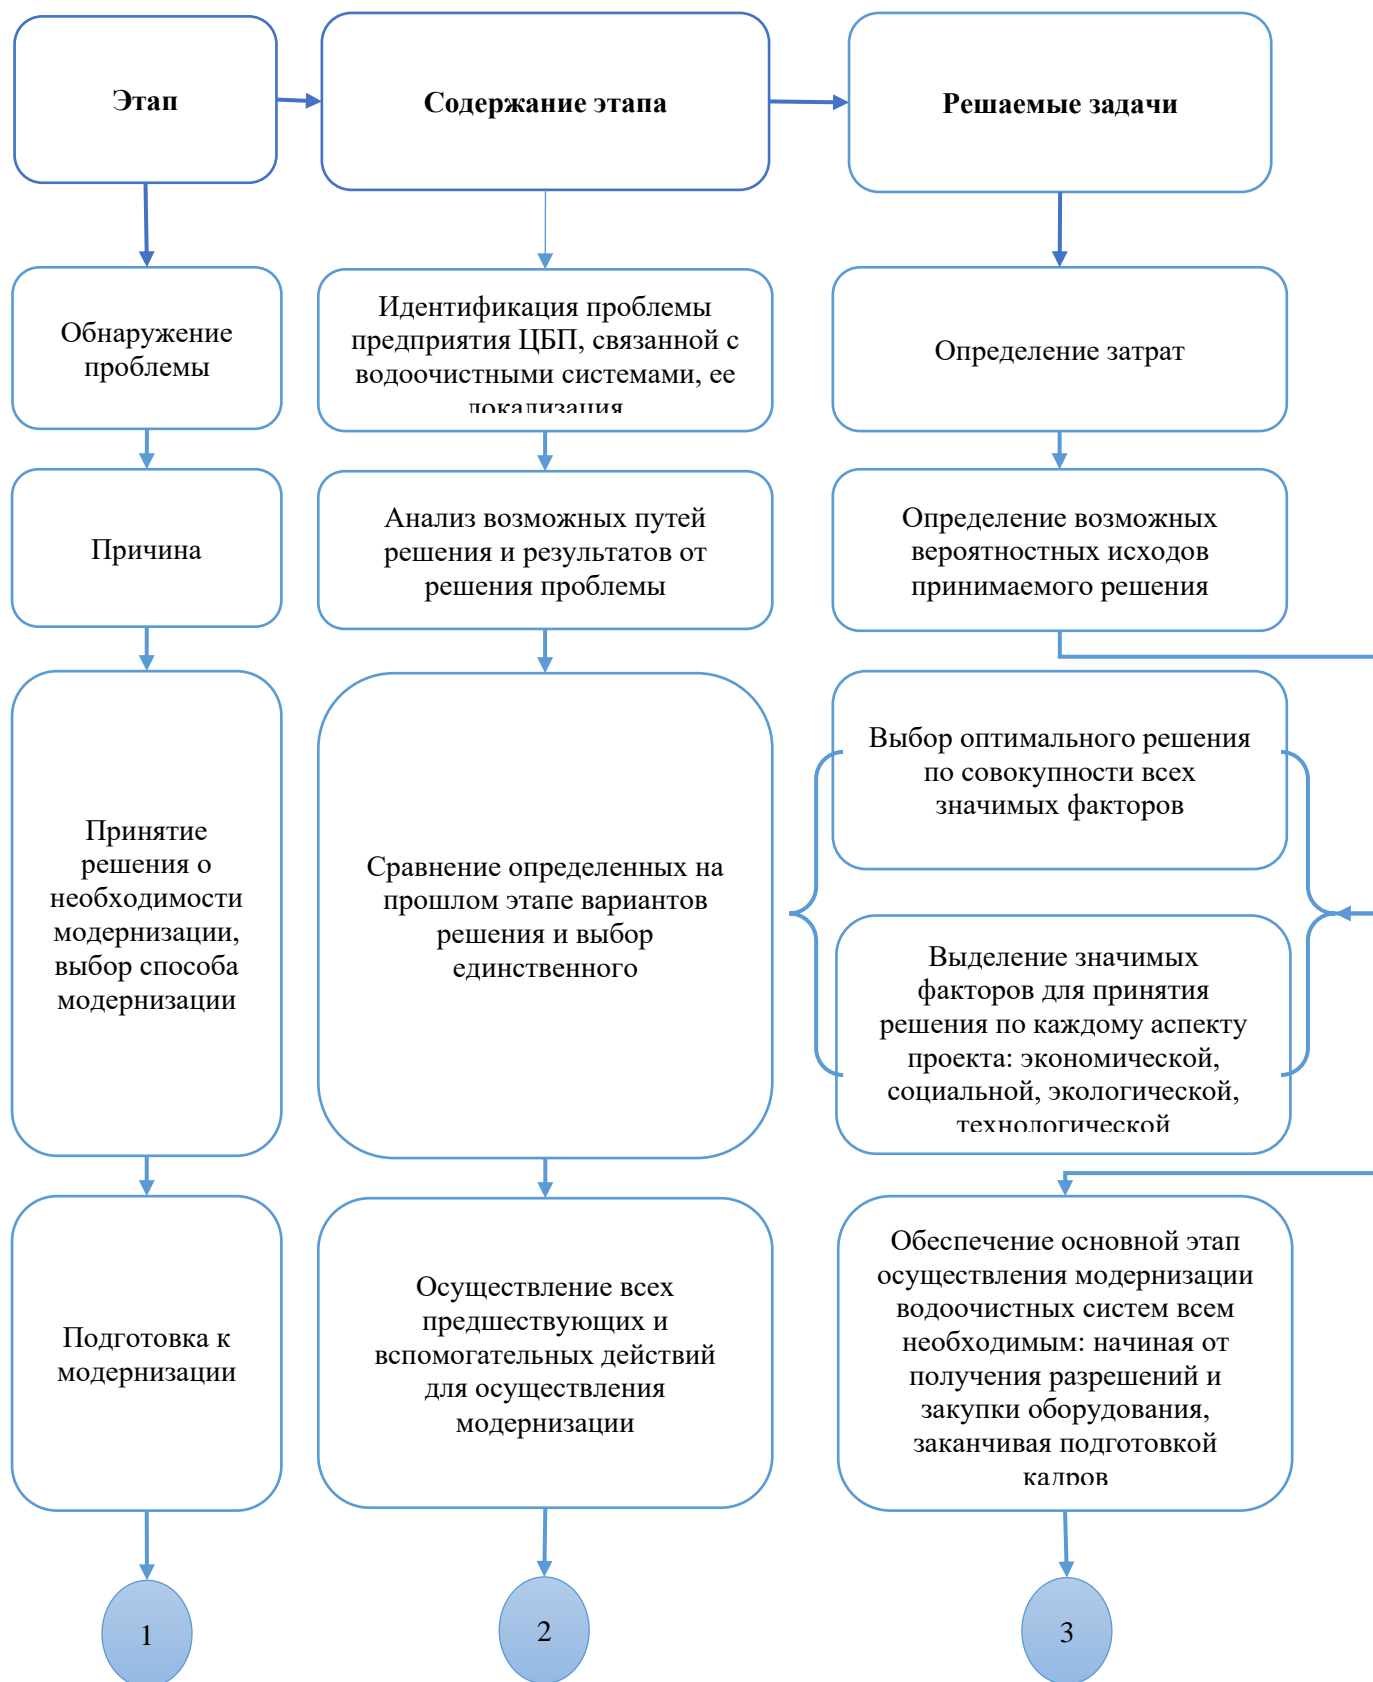 Этап
Содержание этапа
Решаемые задачи
Обнаружение
проблемы
Идентификация проблемы
предприятия ЦБП, связанной с
водоочистными системами, ее
локализация
Определение затрат
Причина
Анализ возможных путей
решения и результатов от
решения проблемы
Определение возможных
вероятностных исходов
принимаемого решения
Принятие
решения о
необходимости
модернизации,
выбор способа
модернизации
Сравнение определенных на
прошлом этапе вариантов
решения и выбор
единственного
Выбор оптимального решения
по совокупности всех
значимых факторов
Выделение значимых
факторов для принятия
решения по каждому аспекту
проекта: экономической,
социальной, экологической,
технологической
Подготовка к
модернизации
Осуществление всех
предшествующих и
вспомогательных действий
для осуществления
модернизации
Обеспечение основной этап
осуществления модернизации
водоочистных систем всем
необходимым: начиная от
получения разрешений и
закупки оборудования,
заканчивая подготовкой
кадров
1
2
3